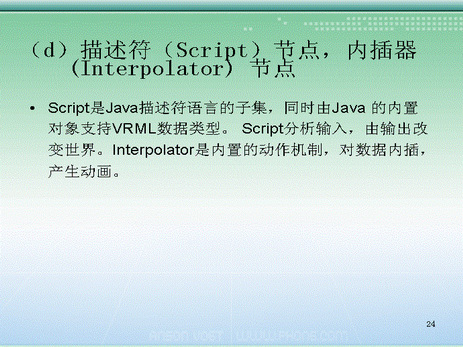 （d）描述符（Script）节点，内插器
（Interpolator）节点
• Script是Java描述符语言的子集，同时由Java 的内置
对象支持VRML数据类型。 Script分析输入，由输出改
变世界。Interpolator是内置的动作机制，对数据内插，
产生动画。
24